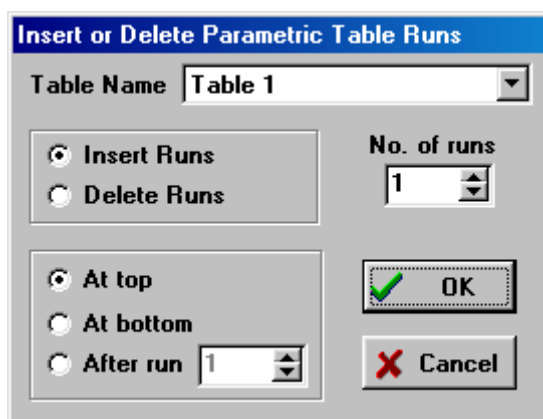 Insert or Delete Parametric Table Runs
Table Name Table 1
Insert Runs
Delete Runs
No. of runs
1
At top
At bottom
After run 1
OK
Cancel